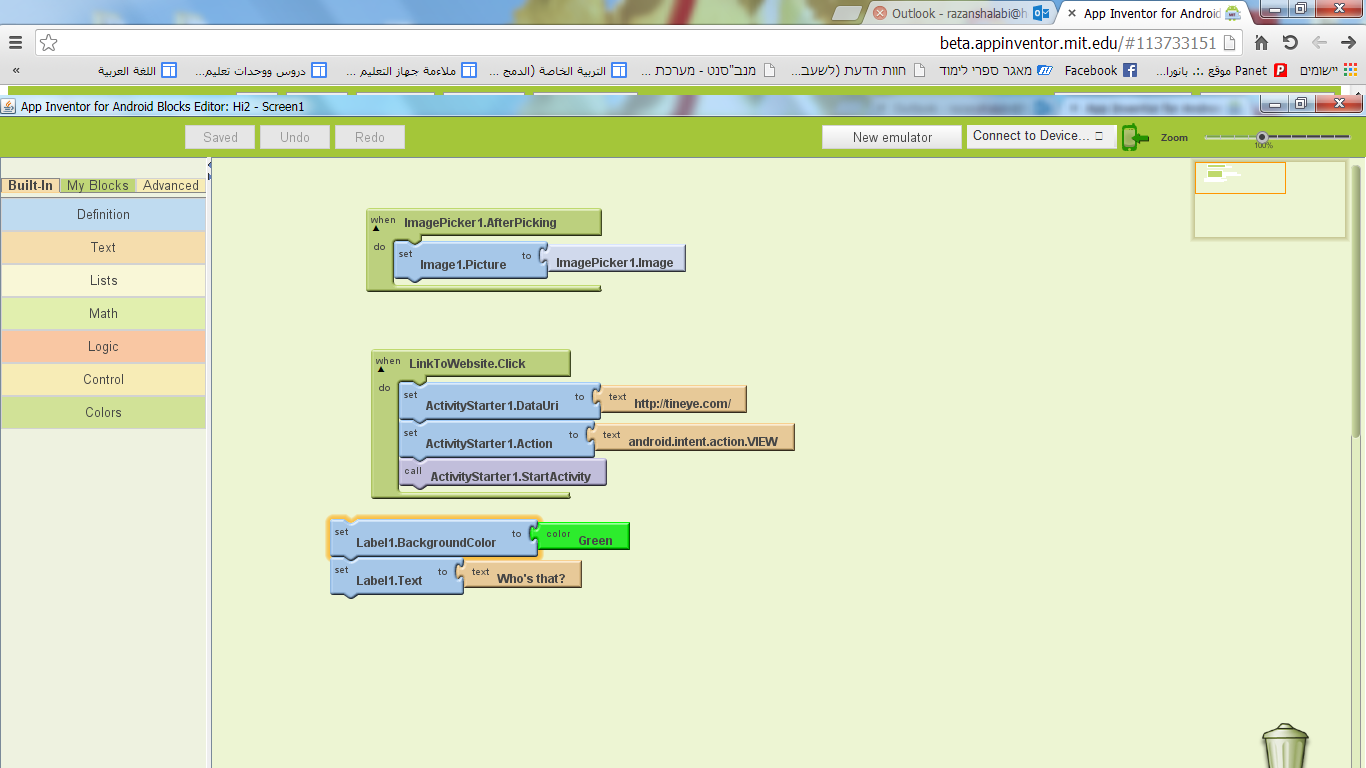 Outlook - razanshalabi@h
App Inventor for Android
beta.appinventor.mit.edu/#113733151
« اللغة العربية דרוס ווحدات تعليم... מلאמة جهاز التعليم ... التربية الخاصة (الدمج ... מנב"סנט - מערכת ... חוות הדעת (לשעב... מאגר ספרי לימוד Facebook Panet موقع .:. بانورا... יישומים
App Inventor for Android Blocks Editor: Hi2 - Screen1
Saved Undo Redo New emulator Connect to Device... Zoom
100%
Built-In My Blocks Advanced
Definition
Text
Lists
Math
Logic
Control
Colors
when ImagePicker1.AfterPicking
do set Image1.Picture to ImagePicker1.Image
when LinkToWebsite.Click
do set ActivityStarter1.DataUri to text http://tineye.com/
set ActivityStarter1.Action to text android.intent.action.VIEW
call ActivityStarter1.StartActivity
set Label1.BackgroundColor to color Green
set Label1.Text to text Who's that?